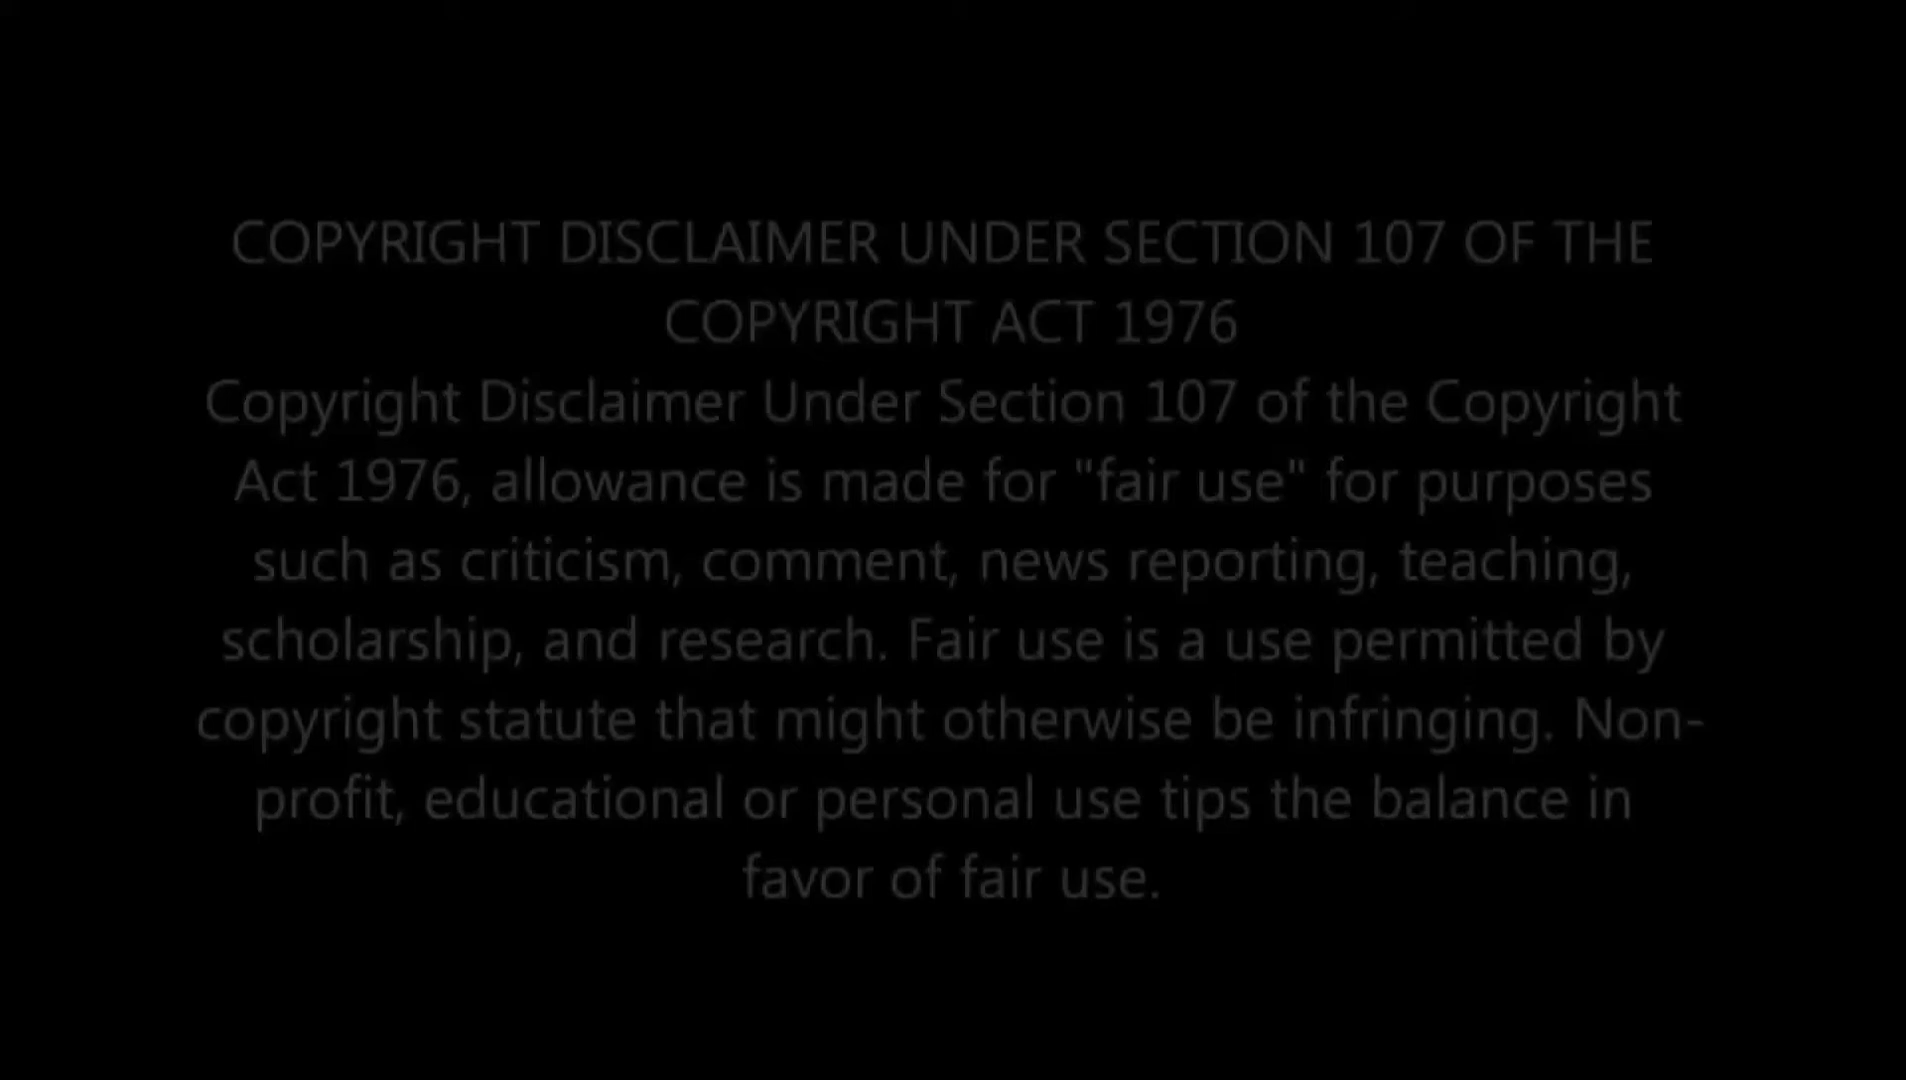 COPYRIGHT DISCLAIMER UNDER SECTION 107 OF THE
COPYRIGHT ACT 1976
Copyright Disclaimer Under Section 107 of the Copyright
Act 1976, allowance is made for "fair use" for purposes
such as criticism, comment, news reporting, teaching,
scholarship, and research. Fair use is a use permitted by
copyright statute that might otherwise be infringing. Non-
profit, educational or personal use tips the balance in
favor of fair use.